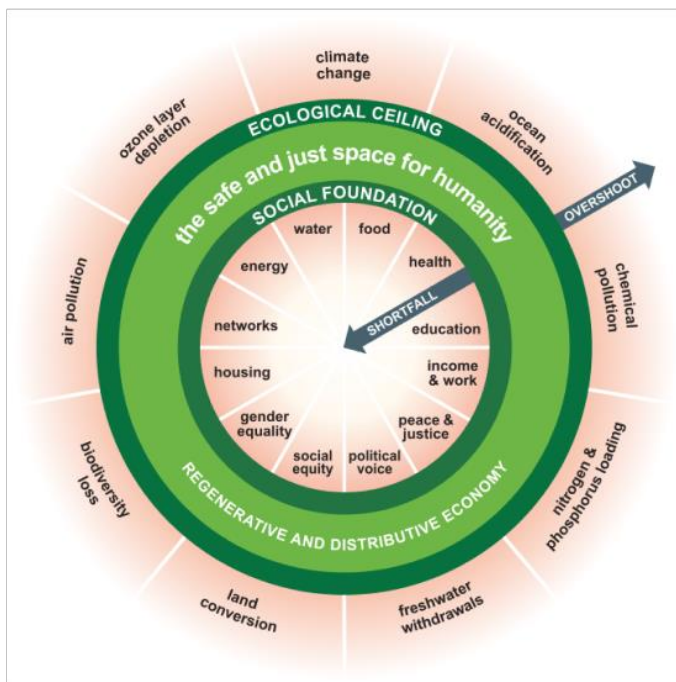 climate
change
ocean
acidification
chemical
pollution
nitrogen &
phosphorus loading
freshwater
withdrawals
land
conversion
biodiversity
loss
air pollution
ozone layer
depletion
OVERSHOOT
ECOLOGICAL CEILING
the safe and just space for humanity
SOCIAL FOUNDATION
water
food
health
SHORTFALL
education
income
& work
peace &
justice
political
voice
social
equity
gender
equality
housing
networks
energy
REGENERATIVE AND DISTRIBUTIVE ECONOMY